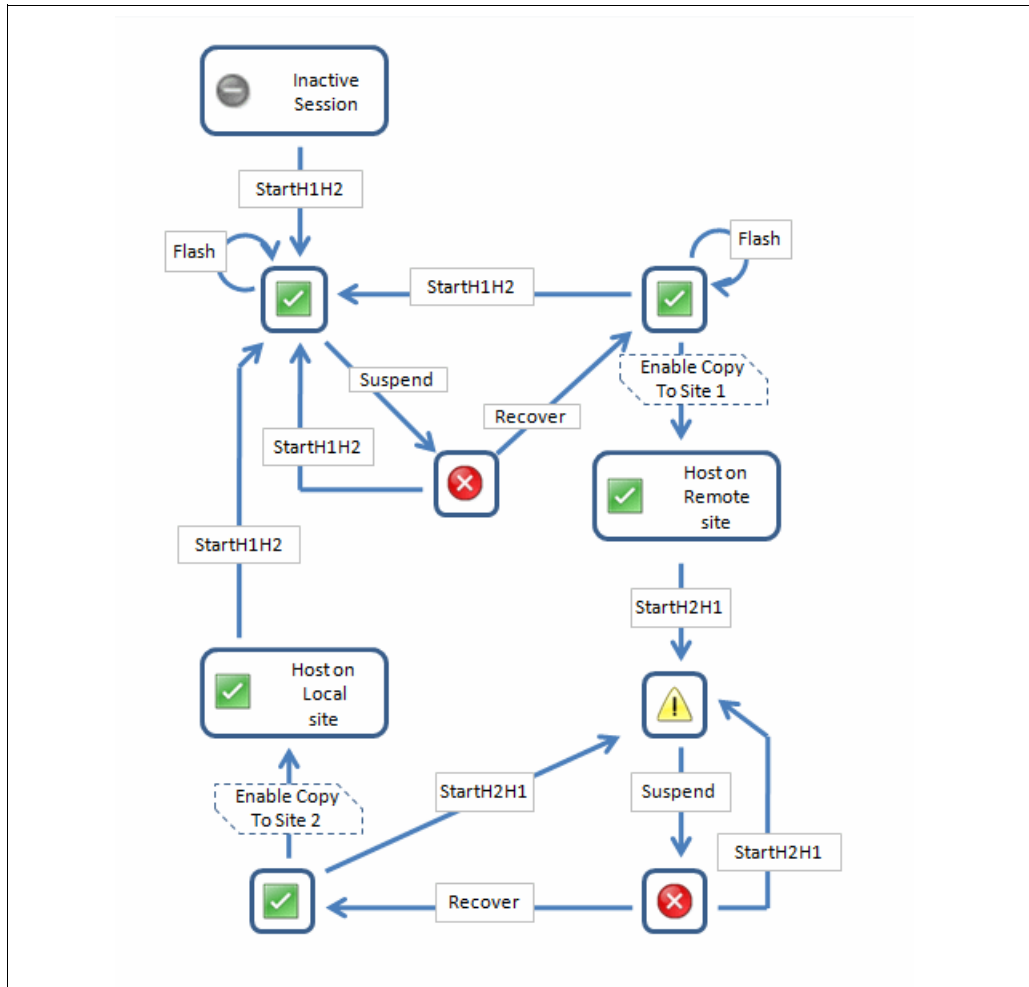 Inactive
Session
StartH1H2
Flash
Flash
StartH1H2
Enable Copy
To Site 1
Suspend
Recover
StartH1H2
Host on
Remote
site
StartH1H2
StartH2H1
Host on
Local
site
StartH2H1
Suspend
Enable Copy
To Site 2
StartH2H1
Recover